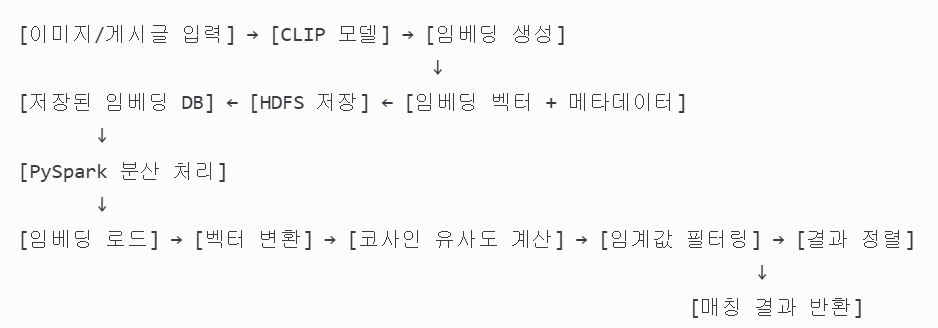 [이미지/게시글 입력] → [CLIP 모델] → [임베딩 생성]
↓
[저장된 임베딩 DB] ← [HDFS 저장] ← [임베딩 벡터 + 메타데이터]
↓
[PySpark 분산 처리]
↓
[임베딩 로드] → [벡터 변환] → [코사인 유사도 계산] → [임계값 필터링] → [결과 정렬]
↓
[매칭 결과 반환]